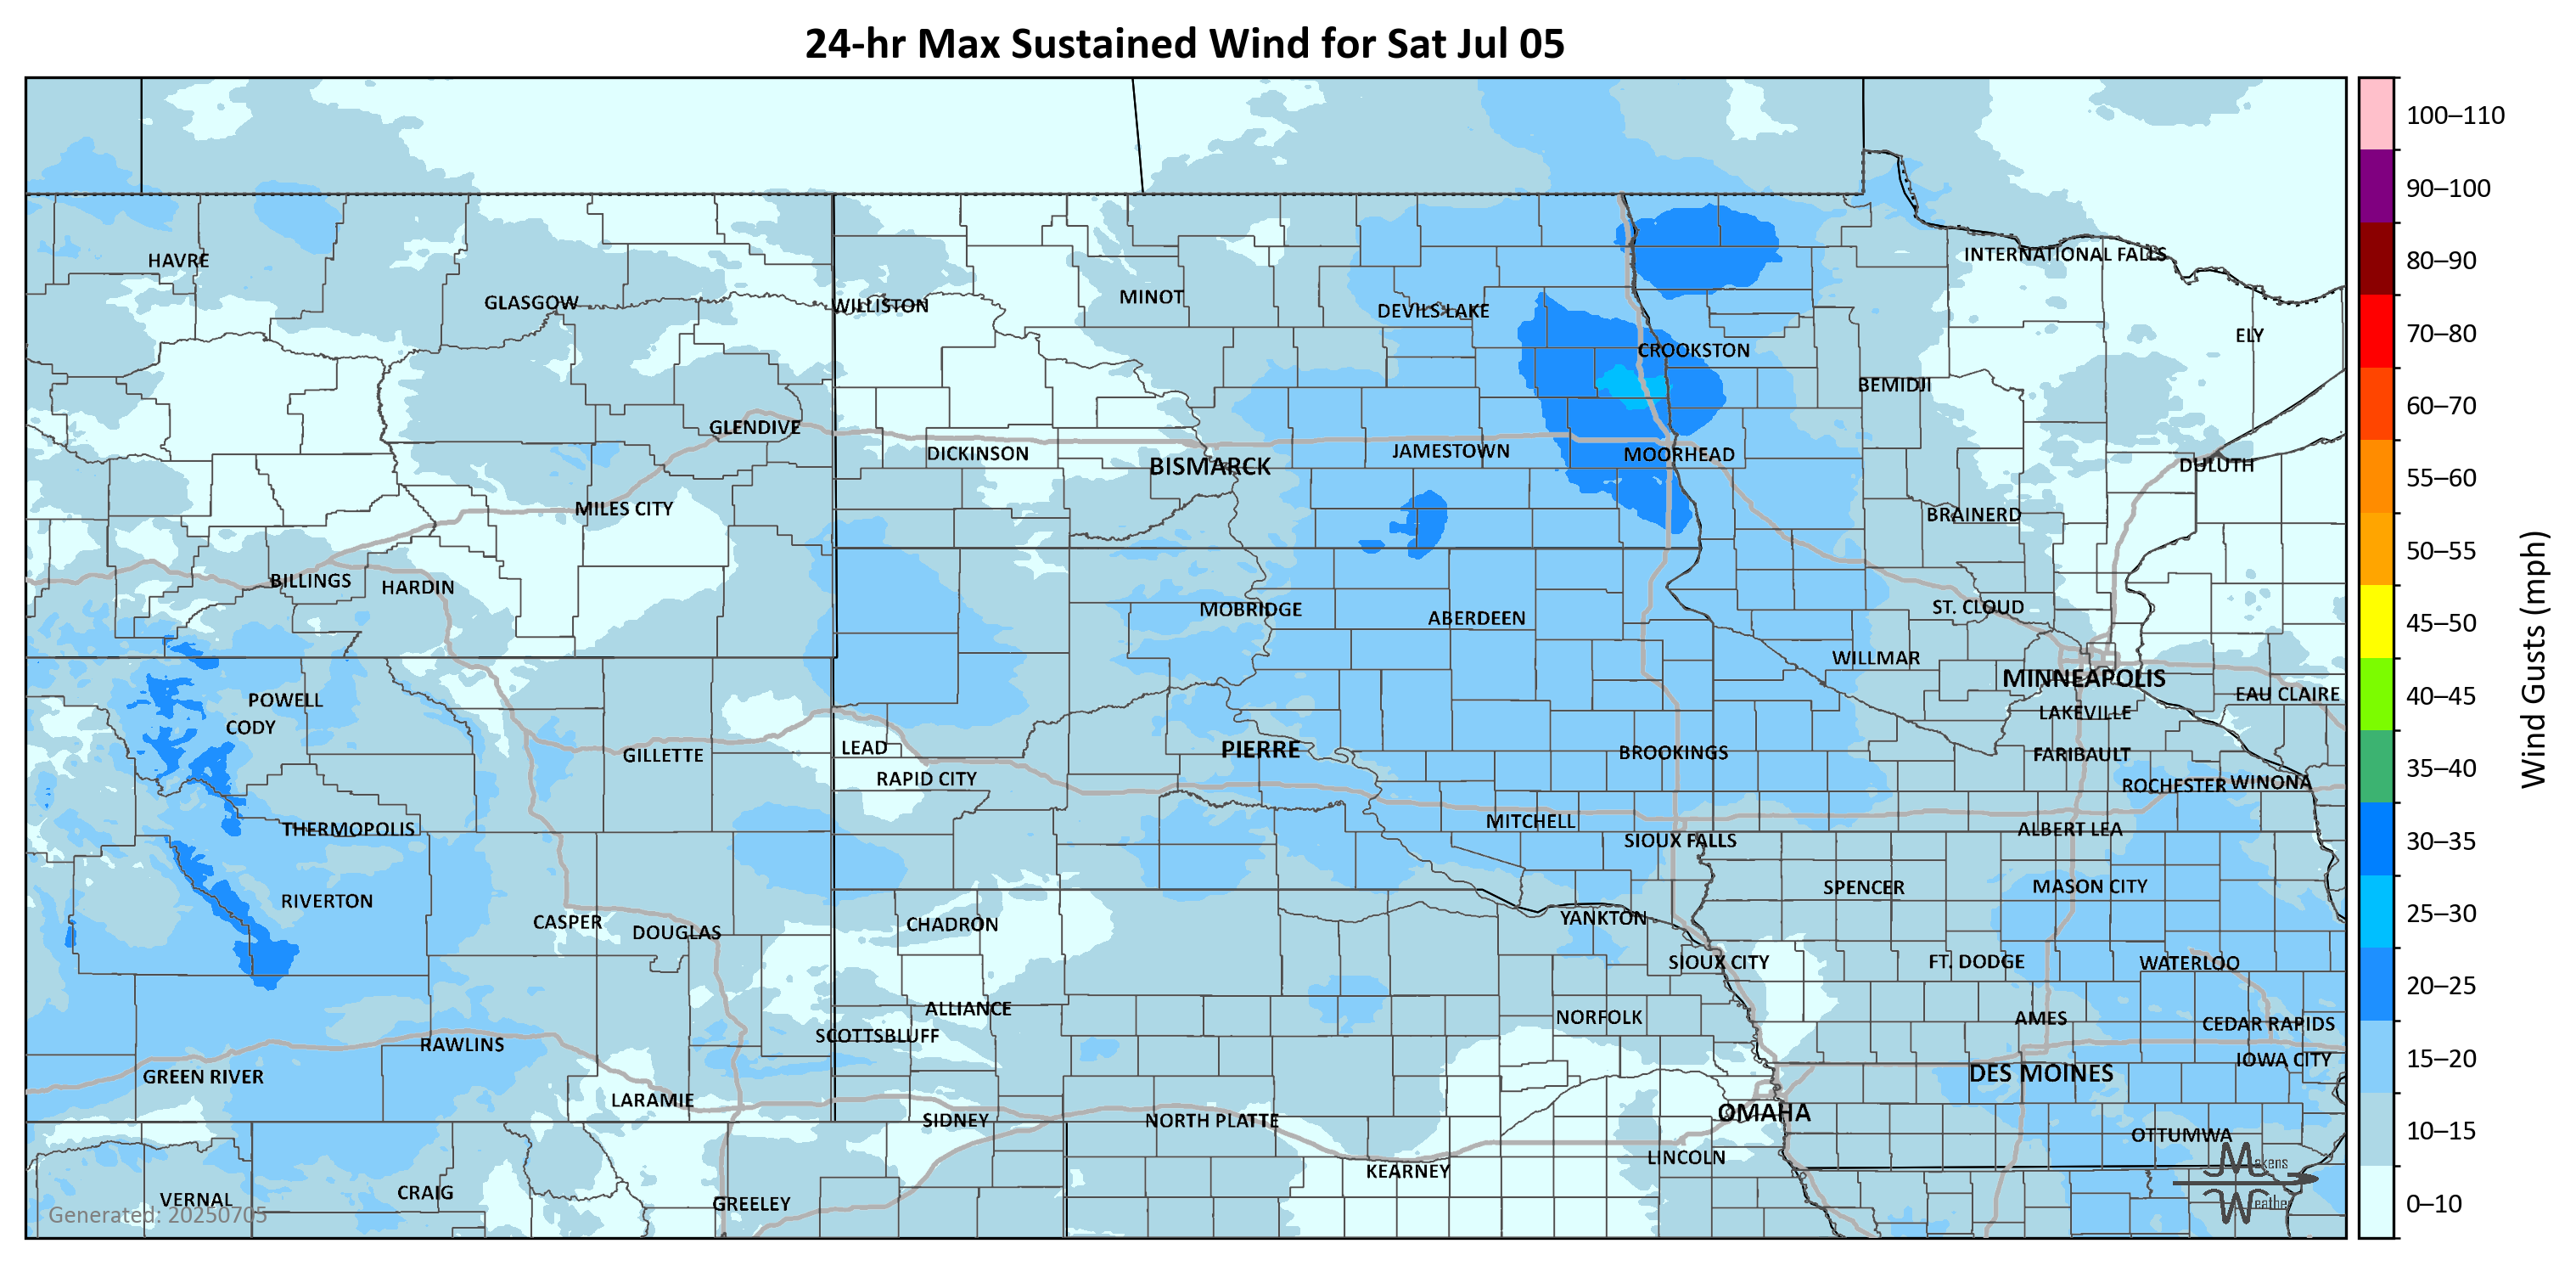 24-hr Max Sustained Wind for Sat Jul 05
100–110
90–100
80–90
70–80
60–70
55–60
50–55
45–50
40–45
35–40
30–35
25–30
20–25
15–20
10–15
0–10
Wind Gusts (mph)
HAVRE
INTERNATIONAL FALLS
GLASGOW
WILLISTON
MINOT
DEVILS LAKE
ELY
CROOKSTON
BEMIDJI
GLENDIVE
DICKINSON
BISMARCK
JAMESTOWN
MOORHEAD
DULUTH
MILES CITY
BRAINERD
BILLINGS
HARDIN
MOBRIDGE
ABERDEEN
ST. CLOUD
WILLMAR
MINNEAPOLIS
POWELL
EAU CLAIRE
CODY
LAKEVILLE
GILLETTE
LEAD
PIERRE
BROOKINGS
FARIBAULT
RAPID CITY
ROCHESTER
WINONA
THERMOPOLIS
MITCHELL
ALBERT LEA
SIOUX FALLS
RIVERTON
SPENCER
MASON CITY
CASPER
DOUGLAS
CHADRON
YANKTON
SIOUX CITY
FT. DODGE
WATERLOO
ALLIANCE
NORFOLK
AMES
CEDAR RAPIDS
SCOTTSBLUFF
RAWLINS
IOWA CITY
GREEN RIVER
DES MOINES
LARAMIE
SIDNEY
NORTH PLATTE
OMAHA
OTTUMWA
LINCOLN
KEARNEY
VERNAL
CRAIG
GREELEY
Generated: 20250705
Makens
Weather